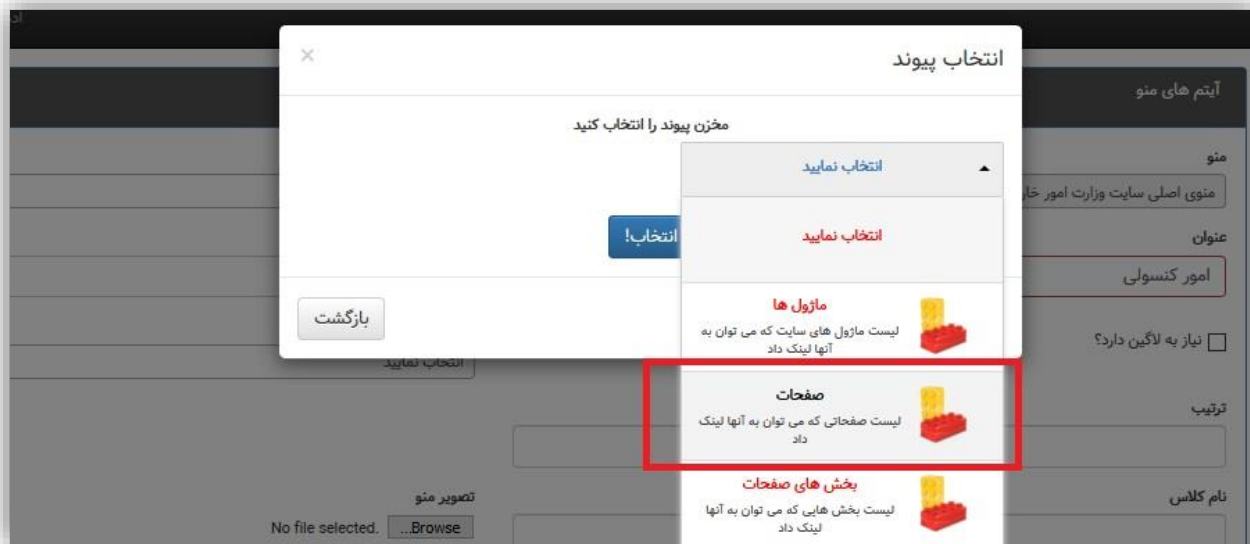 انتخاب پیوند
×
آیتم های منو
مخزن پیوند را انتخاب کنید
منو
انتخاب نمایید
منوی اصلی سایت وزارت امور خار
عنوان
انتخاب نمایید
انتخاب!
امور کنسولی
ماژول ها
لیست ماژول های سایت که می توان به
آنها لینک داد
بازگشت
نیاز به لاگین دارد؟
انتخاب نمایید
صفحات
لیست صفحاتی که می توان به آنها لینک
داد
ترتیب
بخش های صفحات
لیست بخش هایی که می توان به آنها
لینک داد
نام کلاس
تصویر منو
Browse... No file selected.